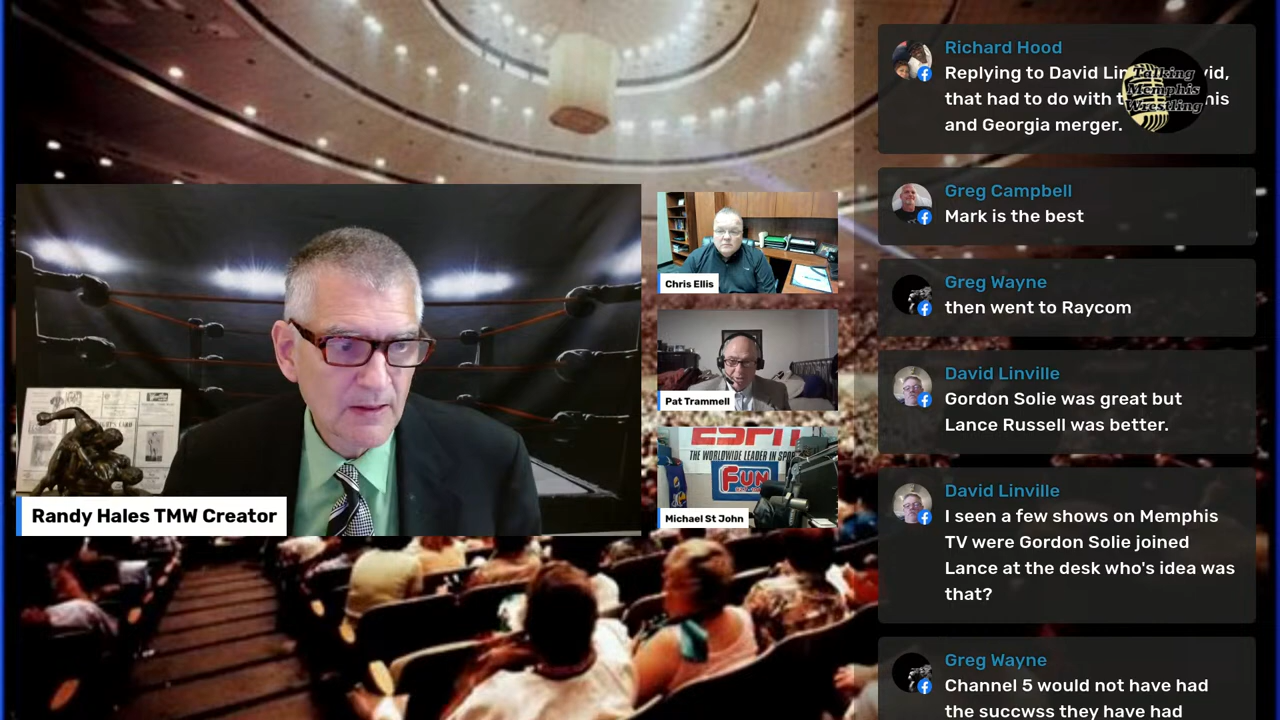 Richard Hood
Replying to David
that had to do with
and Georgia merger.
Talking
Memphis
Wrestling
Greg Campbell
Mark is the best
Greg Wayne
then went to Raycom
David Linville
Gordon Solie was great but
Lance Russell was better.
David Linville
I seen a few shows on Memphis
TV were Gordon Solie joined
Lance at the desk who's idea was
that?
Greg Wayne
Channel 5 would not have had
the succwss they have had
Randy Hales TMW Creator
Chris Ellis
Pat Trammell
ESPN
THE WORLDWIDE LEADER IN
FUN
Michael St John